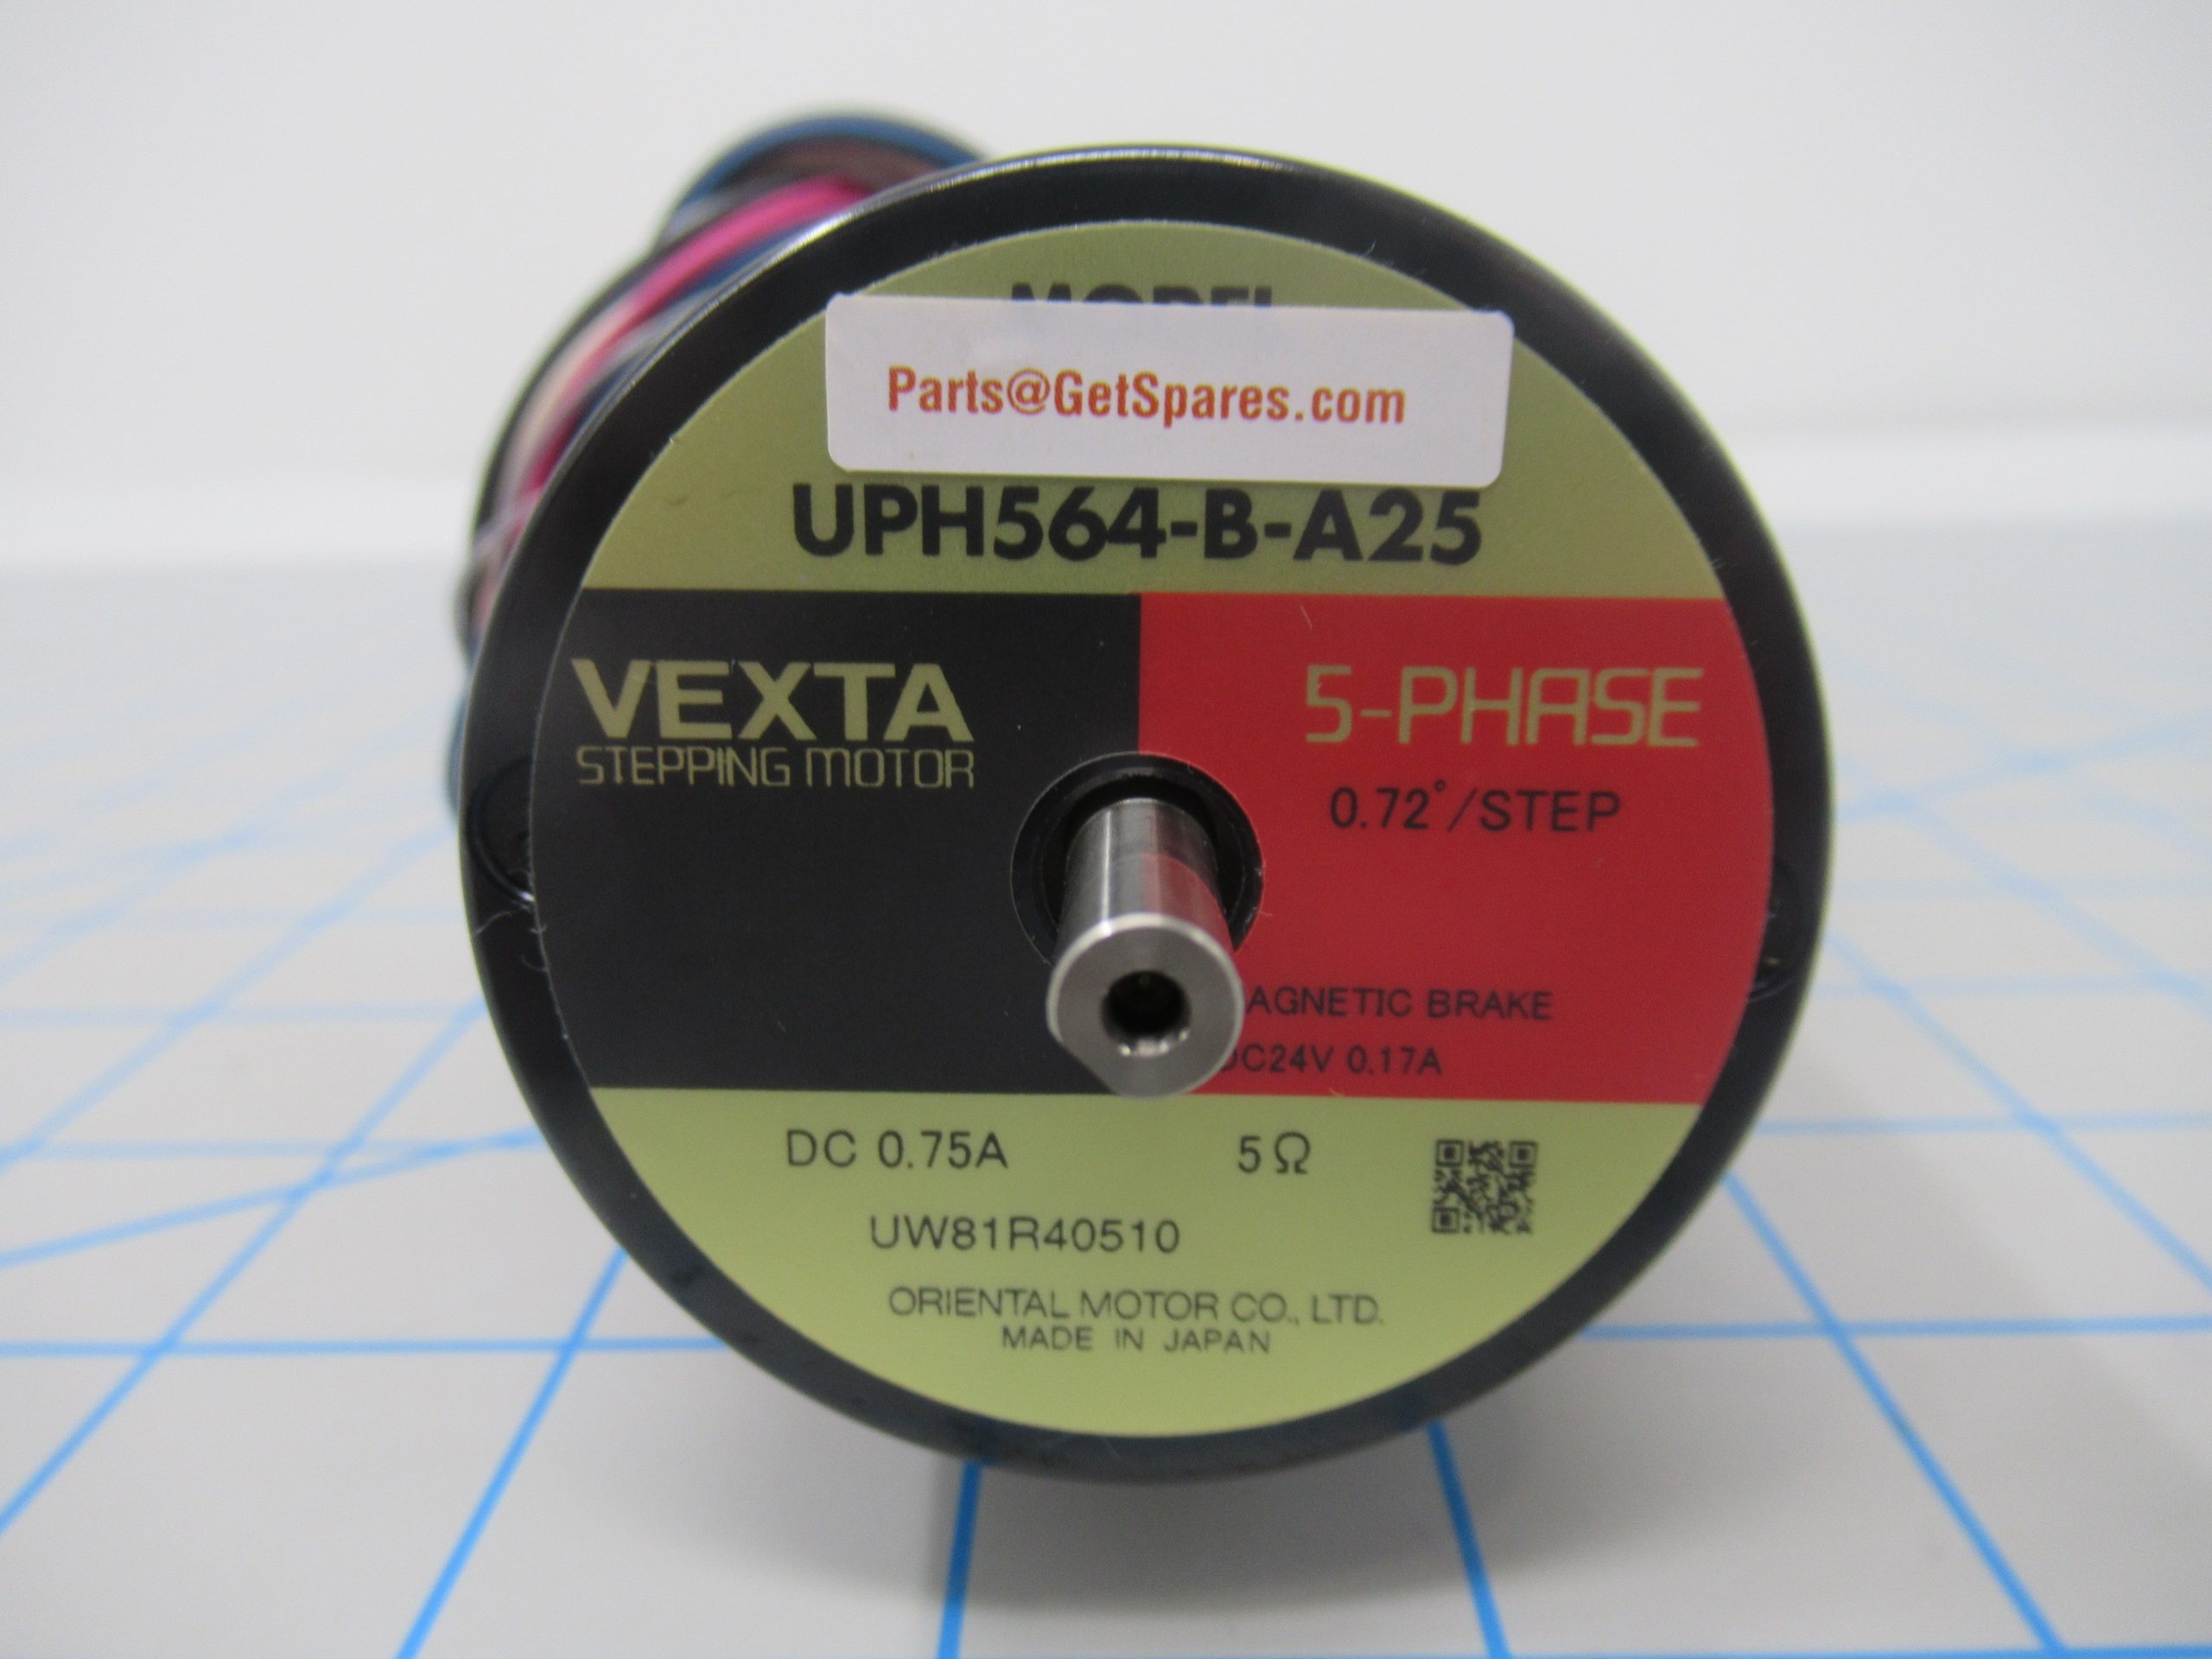 MODEL
Parts@GetSpares.com
UPH564-B-A25
VEXTA
STEPPING MOTOR
5-PHASE
0.72°/STEP
AGNETIC BRAKE
DC24V 0.17A
DC 0.75A 5Ω
UW81R40510
ORIENTAL MOTOR CO., LTD.
MADE IN JAPAN